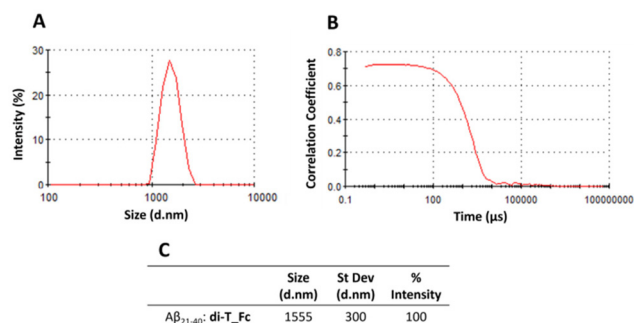 A
B
30
20
10
0
Intensity (%)
100
1000
10000
Size (d.nm)
0.8
0.6
0.4
0.2
0
Correlation Coefficient
0.1
100
100000
100000000
Time (µs)
C
Size St Dev %
(d.nm) (d.nm) Intensity
Aβ21-40: di-T_Fc 1555 300 100